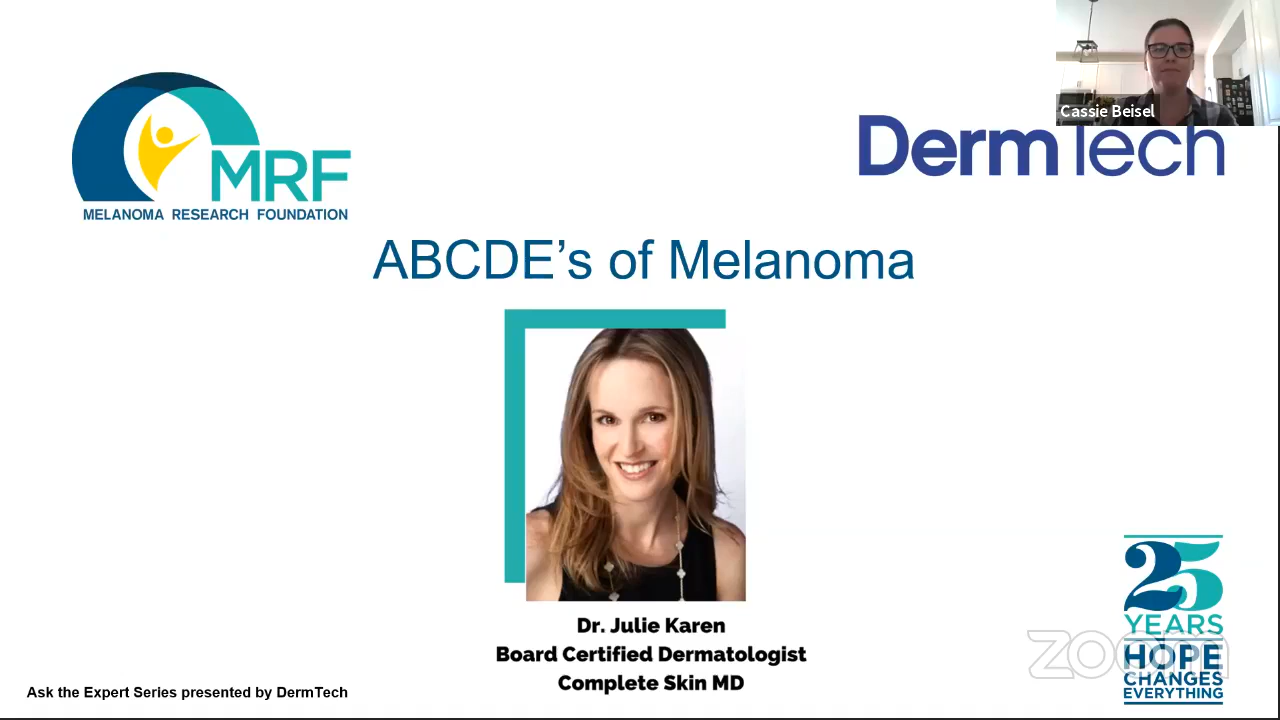 Cassie Beisel
MRF
MELANOMA RESEARCH FOUNDATION
DermTech
ABCDE’s of Melanoma
Dr. Julie Karen
Board Certified Dermatologist
Complete Skin MD
Ask the Expert Series presented by DermTech
25
YEARS
zoom
HOPE
CHANGES
EVERYTHING